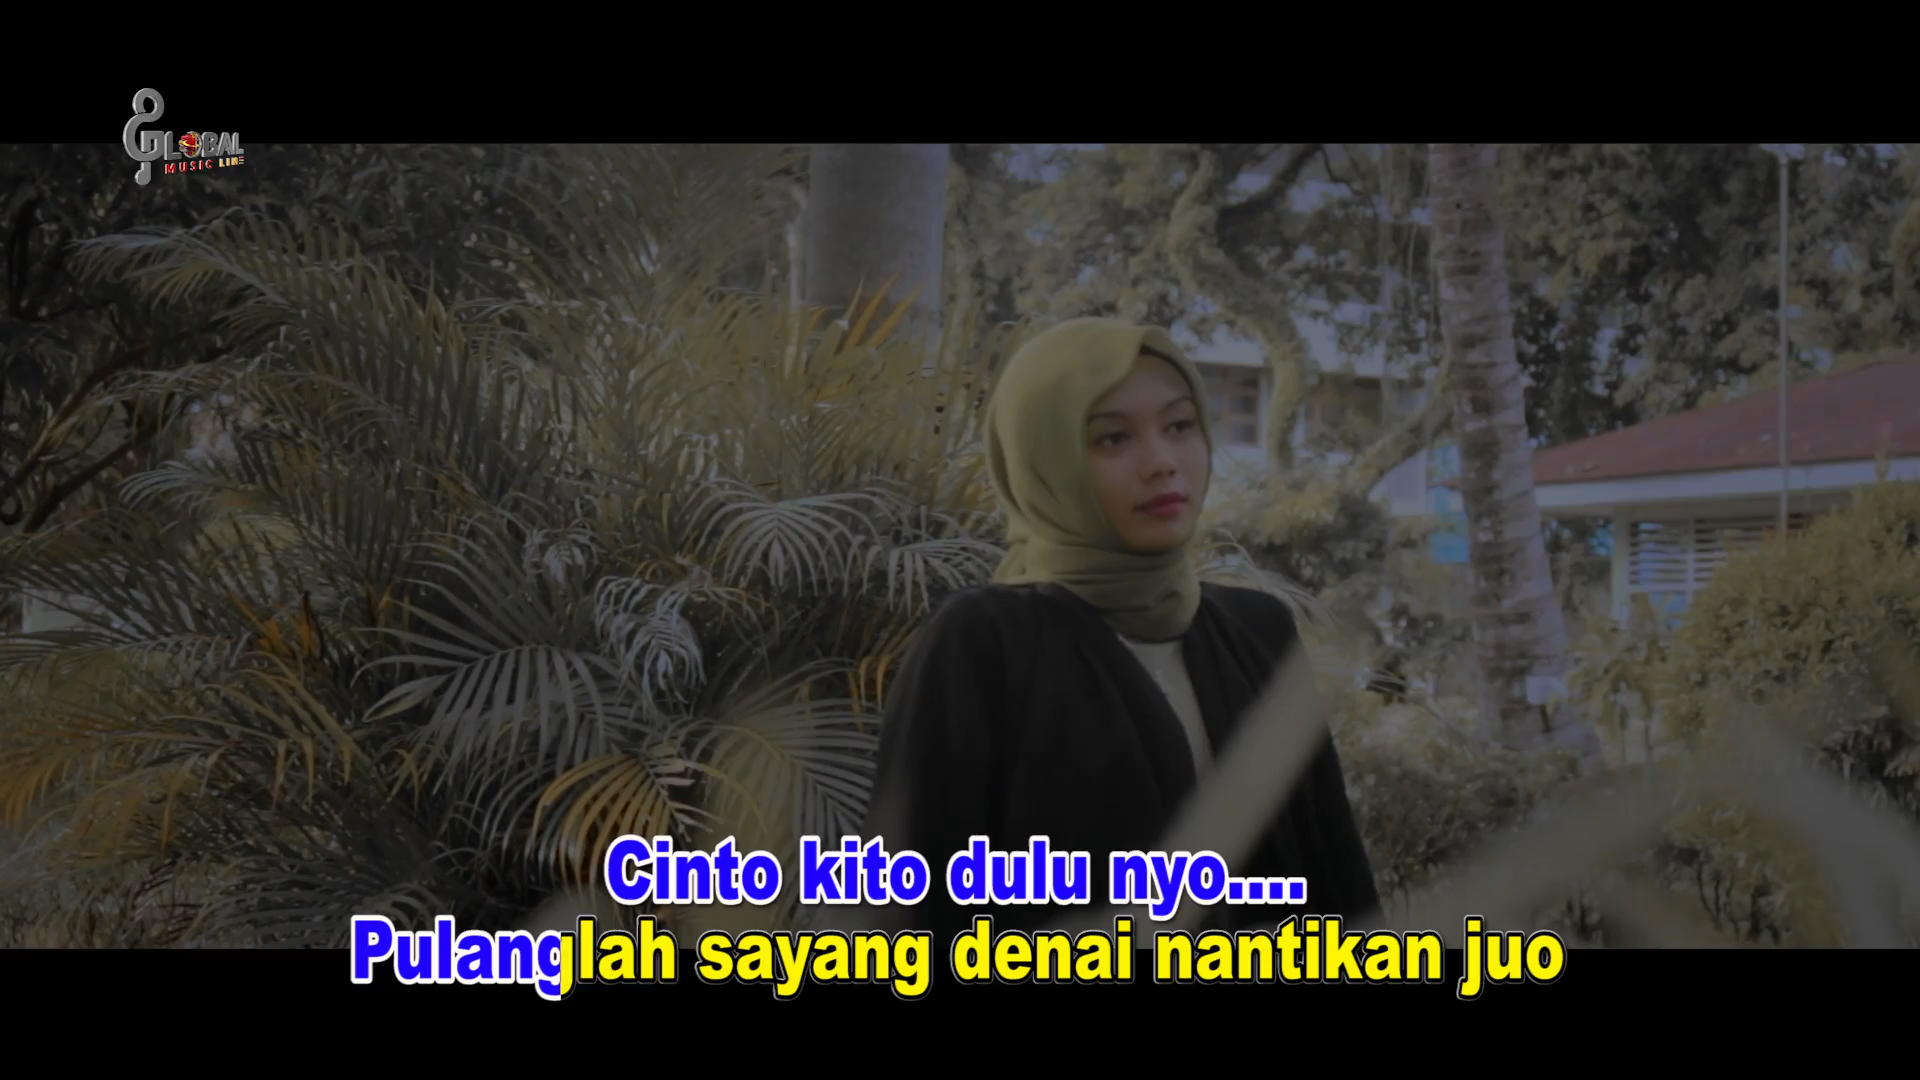 GLOBAL
MUSIC LINE
Cinto kito dulu nyo....
Pulanglah sayang denai nantikan juo